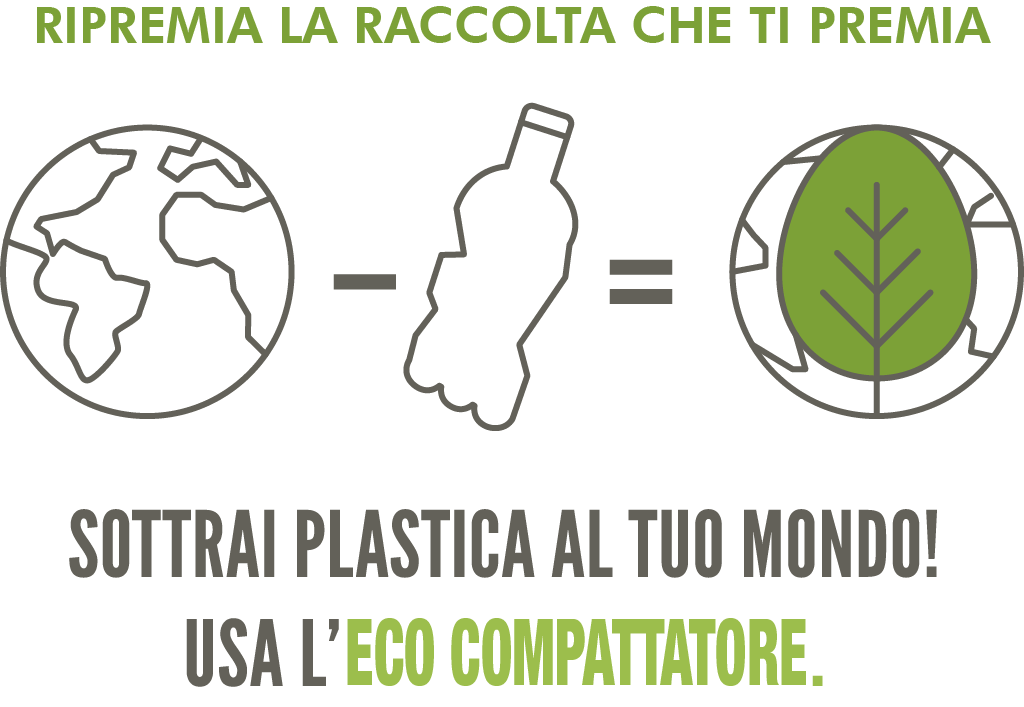 RIPREMIA LA RACCOLTA CHE TI PREMIA
SOTTRAI PLASTICA AL TUO MONDO!
USA L'ECO COMPATTATORE.